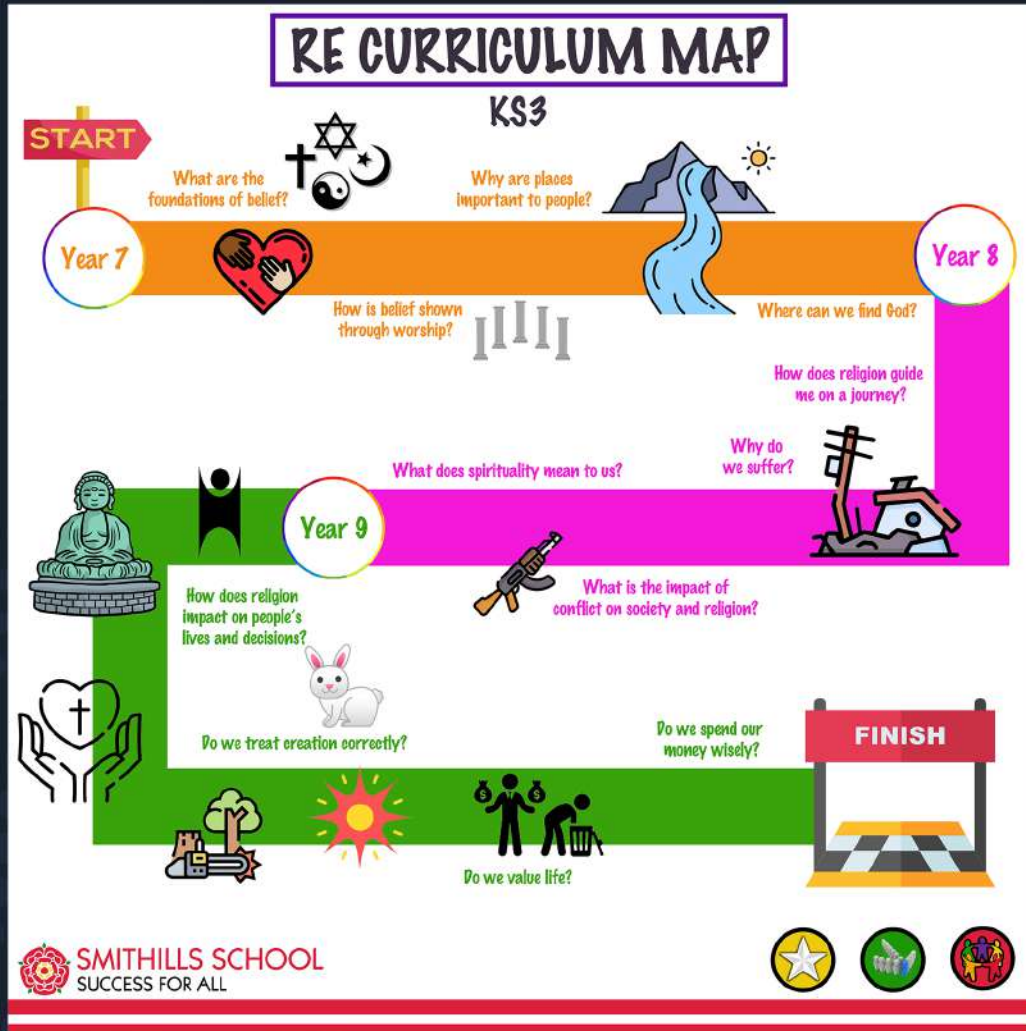 RE CURRICULUM MAP
KS3
START
What are the
foundations of belief?
Why are places
important to people?
Year 7
Year 8
How is belief shown
through worship?
Where can we find God?
How does religion guide
me on a journey?
Why do
we suffer?
What does spirituality mean to us?
Year 9
What is the impact of
conflict on society and religion?
How does religion
impact on people's
lives and decisions?
Do we treat creation correctly?
Do we spend our
money wisely?
FINISH
$ $
Do we value life?
SMITHILLS SCHOOL
SUCCESS FOR ALL